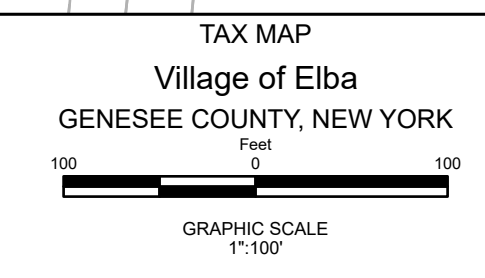 TAX MAP
Village of Elba
GENESEE COUNTY, NEW YORK
Feet
100 0 100
GRAPHIC SCALE
1":100'